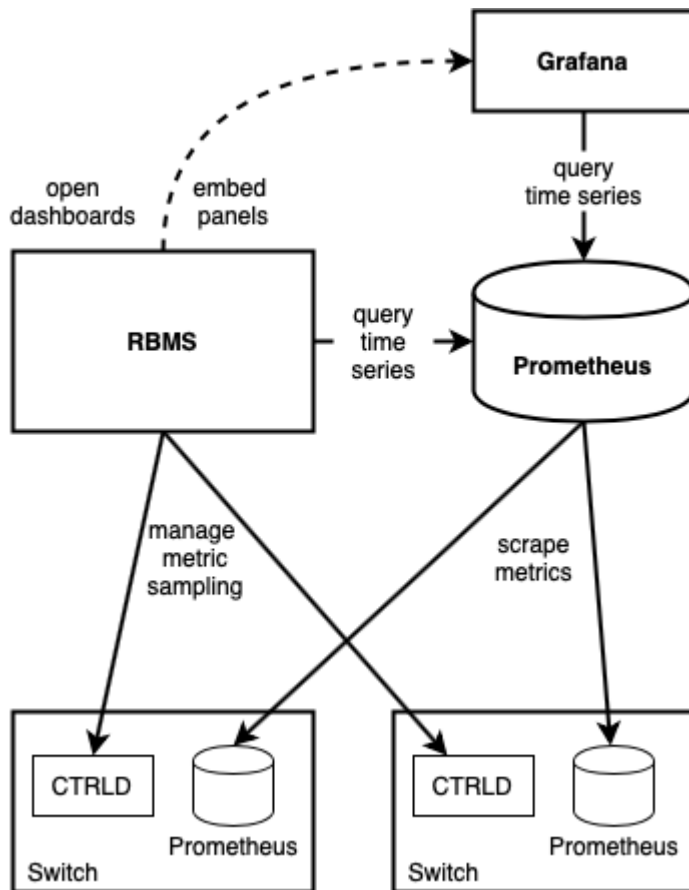 Grafana
open
dashboards
embed
panels
query
time series
RBMS
query
time
series
Prometheus
manage
metric
sampling
scrape
metrics
CTRLD
Prometheus
Switch
CTRLD
Prometheus
Switch